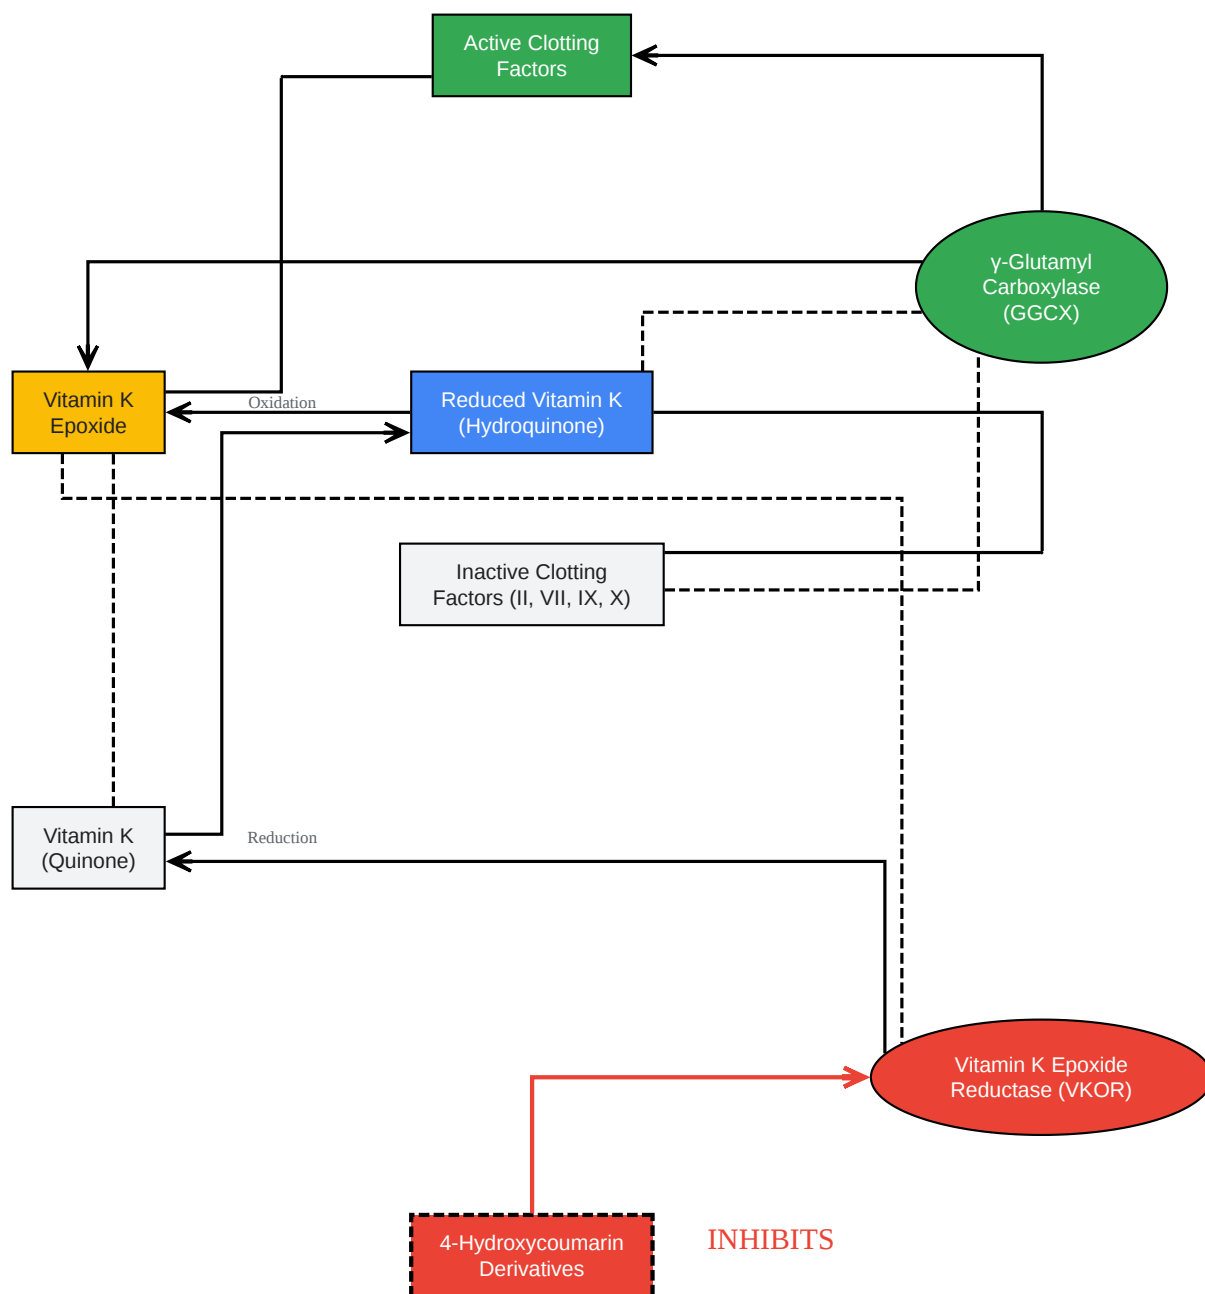 Active Clotting
Factors
γ-Glutamyl
Carboxylase
(GGCX)
Vitamin K
Epoxide
Oxidation
Reduced Vitamin K
(Hydroquinone)
Inactive Clotting
Factors (II, VII, IX, X)
Vitamin K
(Quinone)
Reduction
Vitamin K Epoxide
Reductase (VKOR)
4-Hydroxycoumarin
Derivatives
INHIBITS